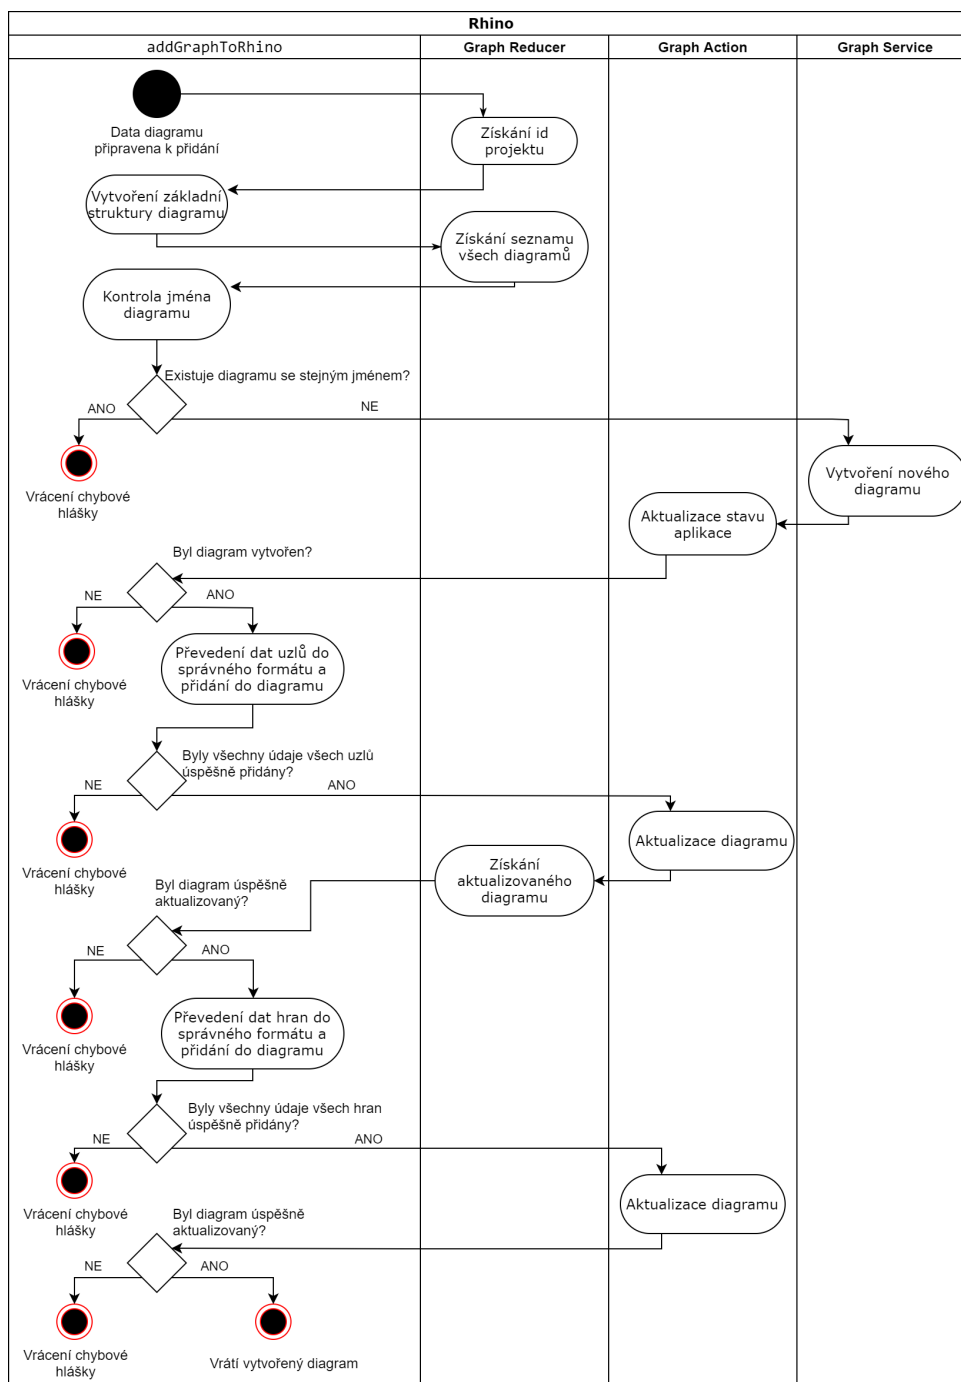 Rhino
addGraphToRhino
Graph Reducer
Graph Action
Graph Service
Data diagramu
připravena k přidání
Získání id
projektu
Vytvoření základní
struktury diagramu
Získání seznamu
všech diagramů
Kontrola jména
diagramu
Existuje diagramu se stejným jménem?
ANO
NE
Vrácení chybové
hlášky
Vytvoření nového
diagramu
Aktualizace stavu
aplikace
Byl diagram vytvořen?
NE
ANO
Vrácení chybové
hlášky
Převedení dat uzlů do
správného formátu a
přidání do diagramu
Byly všechny údaje všech uzlů
úspěšně přidány?
NE
ANO
Vrácení chybové
hlášky
Aktualizace diagramu
Získání
aktualizovaného
diagramu
Byl diagram úspěšně
aktualizovaný?
NE
ANO
Vrácení chybové
hlášky
Převedení dat hran do
správného formátu a
přidání do diagramu
Byly všechny údaje všech hran
úspěšně přidány?
NE
ANO
Vrácení chybové
hlášky
Aktualizace diagramu
Byl diagram úspěšně
aktualizovaný?
NE
ANO
Vrácení chybové
hlášky
Vrátí vytvořený diagram